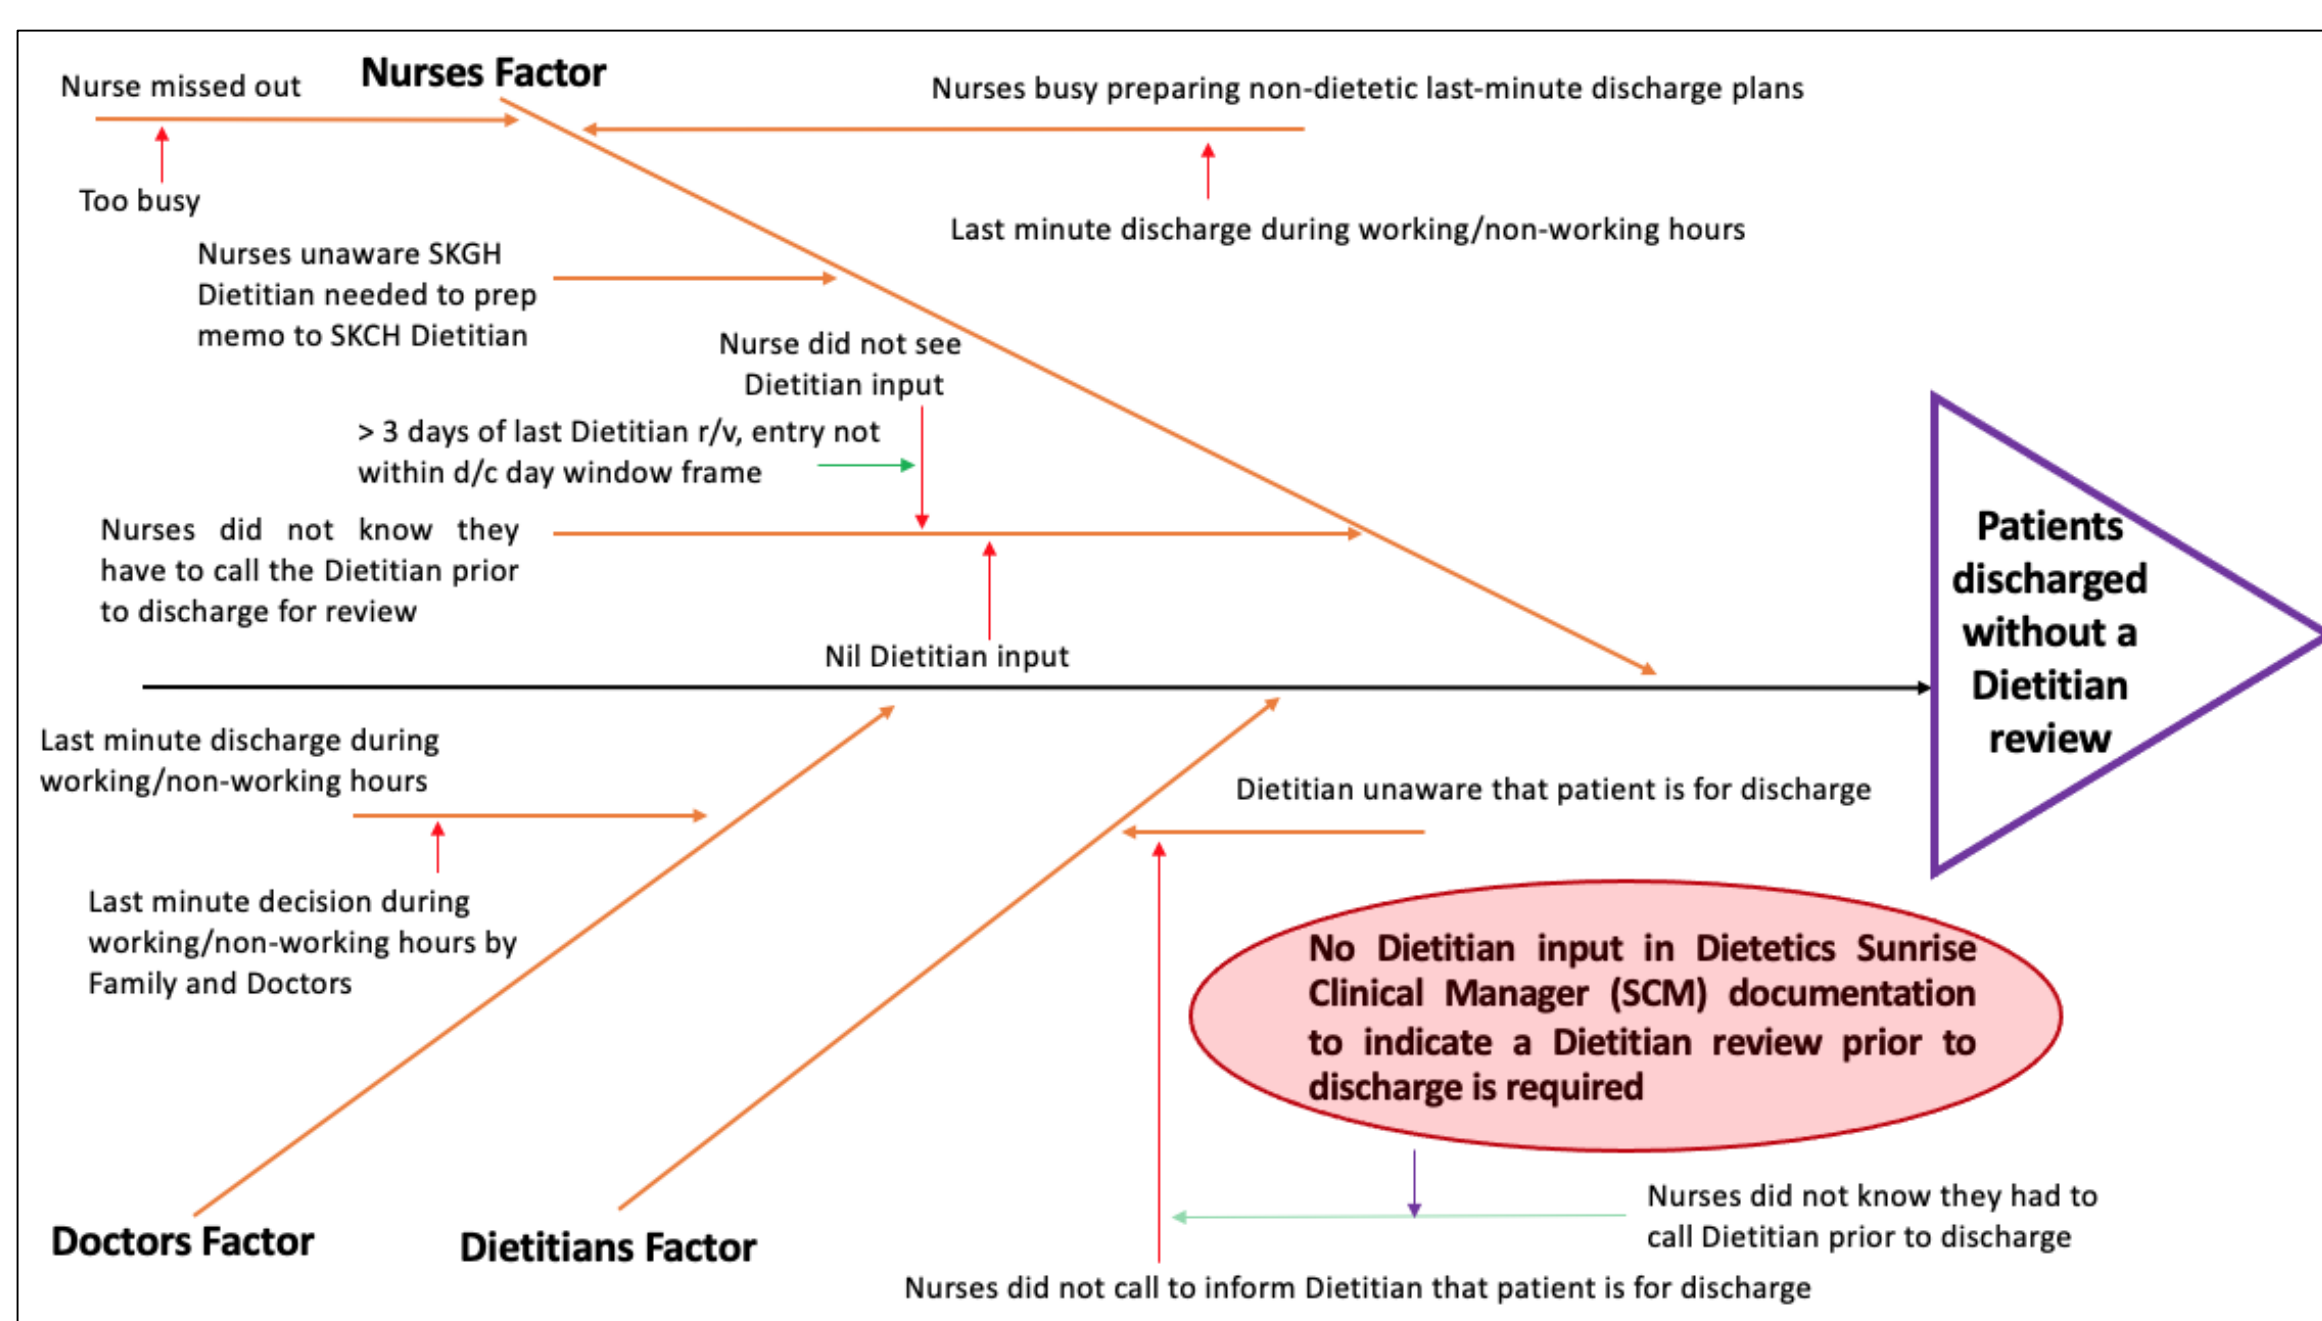 Nurse missed out
Nurses Factor
Nurses busy preparing non-dietetic last-minute discharge plans
Too busy
Last minute discharge during working/non-working hours
Nurses unaware SKGH
Dietitian needed to prep
memo to SKCH Dietitian
Nurse did not see
Dietitian input
> 3 days of last Dietitian r/v, entry not
within d/c day window frame
Nurses did not know they
have to call the Dietitian prior
to discharge for review
Nil Dietitian input
Patients
discharged
without a
Dietitian
review
Last minute discharge during
working/non-working hours
Last minute decision during
working/non-working hours by
Family and Doctors
Dietitian unaware that patient is for discharge
No Dietitian input in Dietetics Sunrise
Clinical Manager (SCM) documentation
to indicate a Dietitian review prior to
discharge is required
Nurses did not know they had to
call Dietitian prior to discharge
Doctors Factor
Dietitians Factor
Nurses did not call to inform Dietitian that patient is for discharge